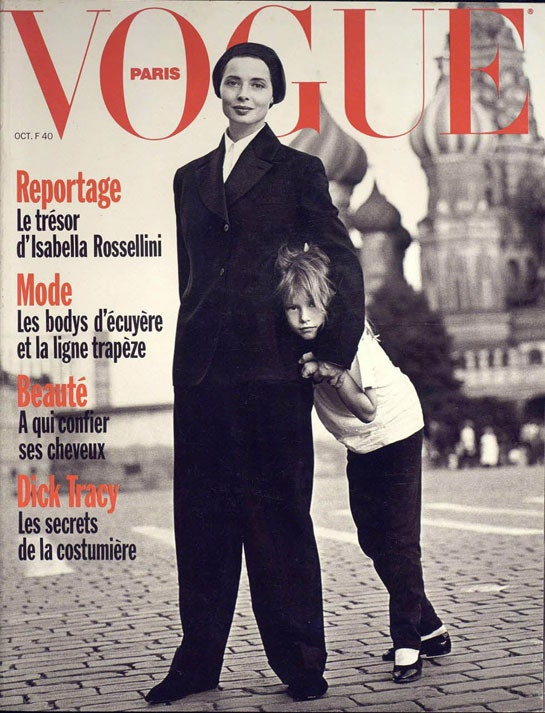 VOGUE
PARIS
OCT. F 40
Reportage
Le trésor
d'Isabella Rossellini
Mode
Les bodys d'écuyère
et la ligne trapèze
Beauté
A qui confier
ses cheveux
Dick Tracy
Les secrets
de la costumière